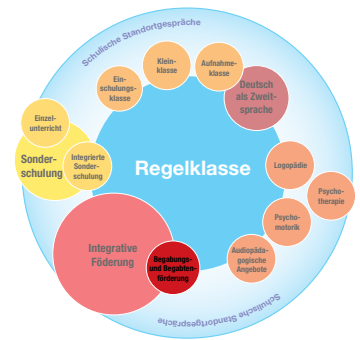 Schulische Standortgespräche
Klein-
klasse
Aufnahme-
klasse
Ein-
schulungs-
klasse
Deutsch
als Zweit-
sprache
Einzel-
unterricht
Sonder-
schulung
Integrierte
Sonder-
schulung
Regelklasse
Logopädie
Psycho-
therapie
Psycho-
motorik
Integrative
Föderung
Begabungs-
und Begabten-
förderung
Audiopäda-
gogische
Angebote
Schulische Standortgespräche